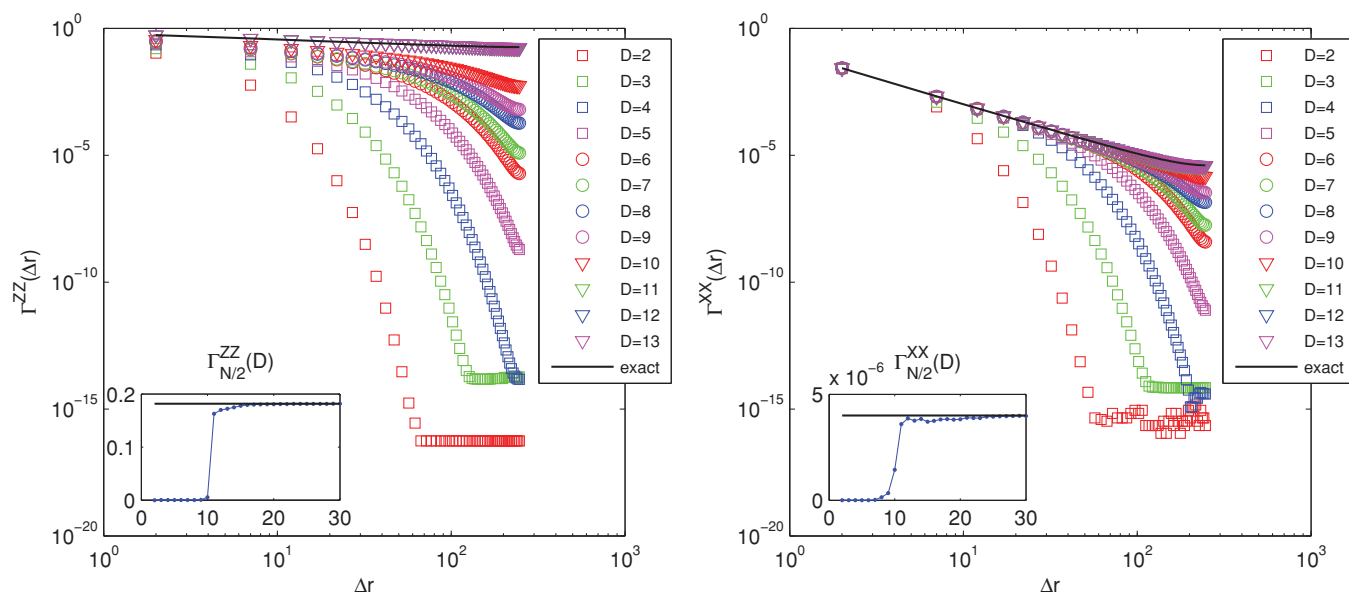 10^0
10^-5
10^-10
10^-15
10^-20
Γ^ZZ(Δr)
10^0
10^1
10^2
10^3
Δr
D=2
D=3
D=4
D=5
D=6
D=7
D=8
D=9
D=10
D=11
D=12
D=13
exact
Γ^ZZ_N/2(D)
0.2
0.1
0
0
10
20
30
10^0
10^-5
10^-10
10^-15
10^-20
Γ^XX(Δr)
10^0
10^1
10^2
10^3
Δr
D=2
D=3
D=4
D=5
D=6
D=7
D=8
D=9
D=10
D=11
D=12
D=13
exact
x 10^-6 Γ^XX_N/2(D)
5
0
0
10
20
30